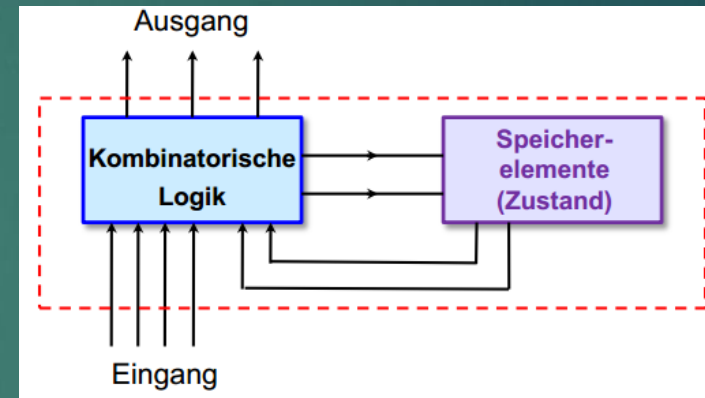 Ausgang
Kombinatorische
Logik
Speicher-
elemente
(Zustand)
Eingang